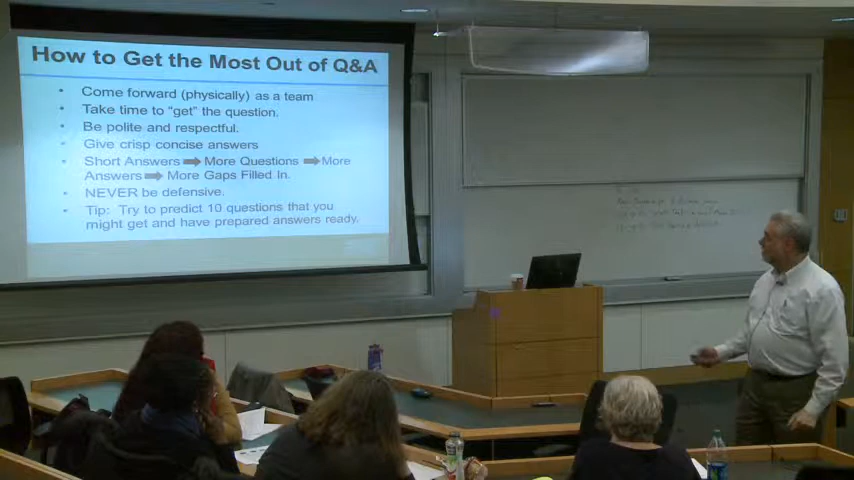 How to Get the Most Out of Q&A
• Come forward (physically) as a team
• Take time to "get" the question.
• Be polite and respectful.
• Give crisp concise answers
• Short Answers ➡ More Questions ➡ More
Answers ➡ More Gaps Filled In.
• NEVER be defensive.
• Tip: Try to predict 10 questions that you
might get and have prepared answers ready.